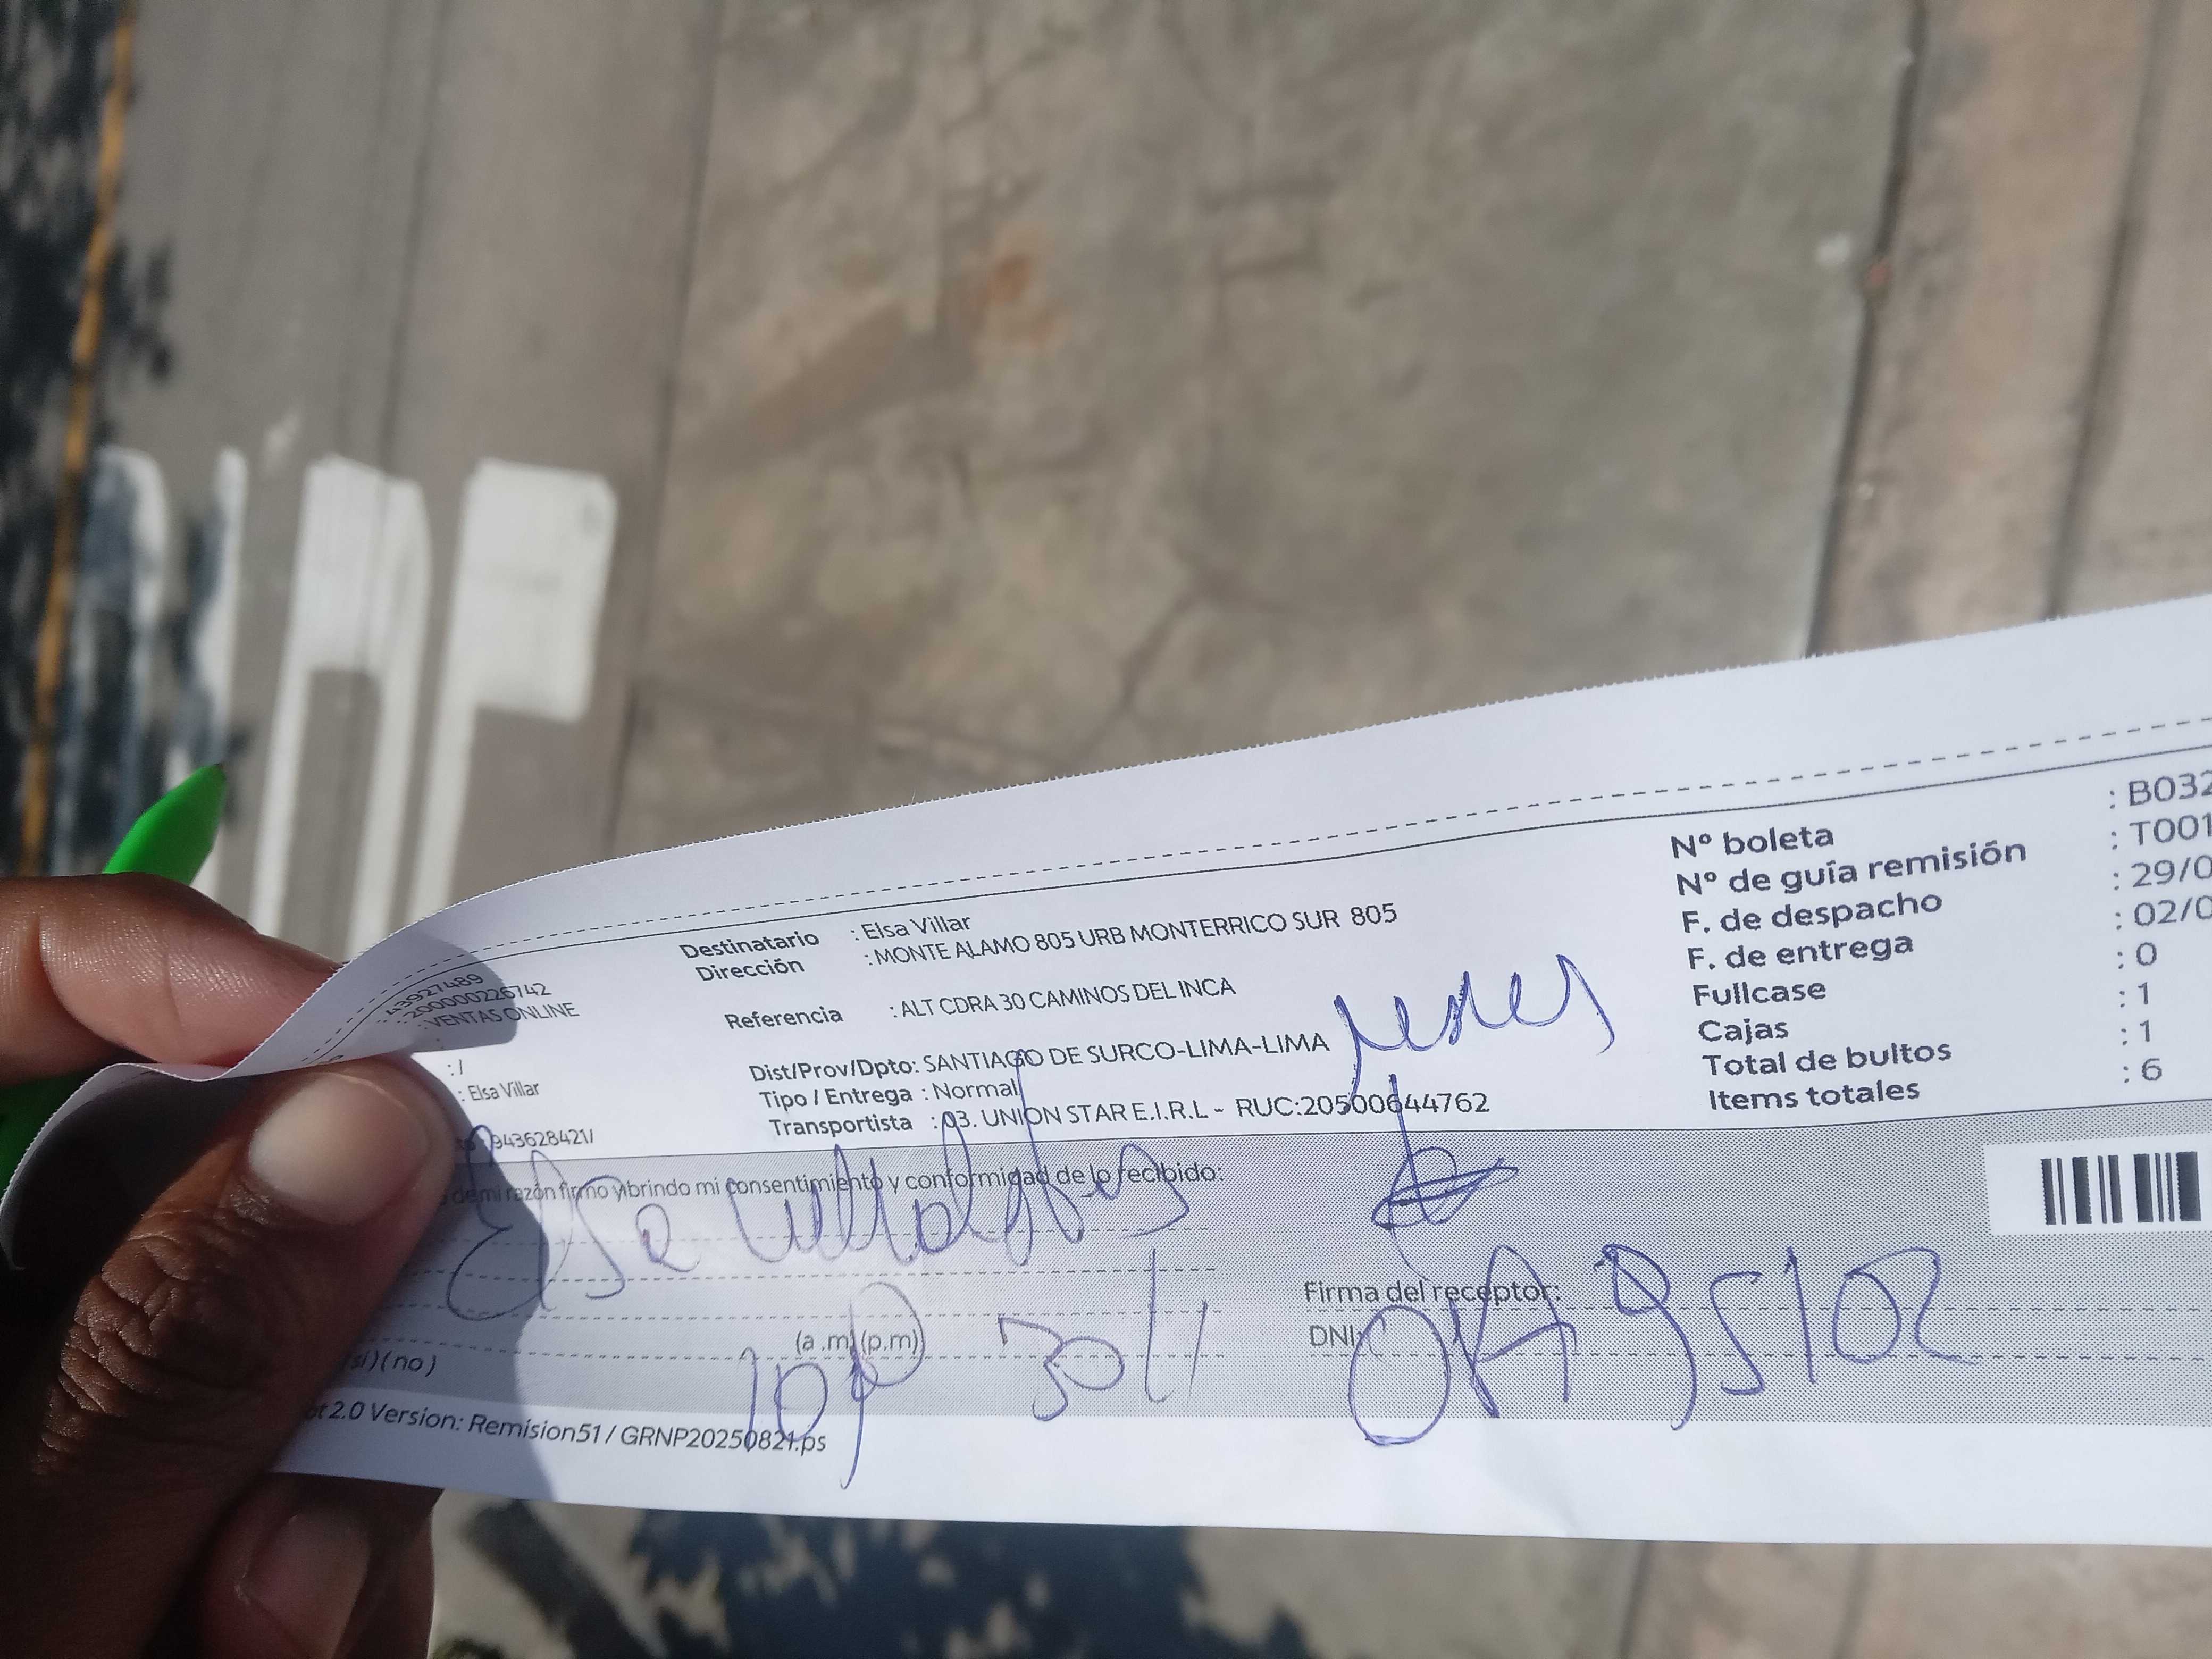 43927489
: 200000226742
: VENTAS ONLINE
:
: /
: Elsa Villar
: 943628421/
Destinatario : Elsa Villar
Dirección : MONTE ALAMO 805 URB MONTERRICO SUR 805
Referencia : ALT CDRA 30 CAMINOS DEL INCA
Dist/Prov/Dpto: SANTIAGO DE SURCO-LIMA-LIMA
Tipo / Entrega : Normal
Transportista : 03. UNION STAR E.I.R.L - RUC:20500644762
Nº boleta : B032
Nº de guía remisión : T001
F. de despacho : 29/0
F. de entrega : 02/0
Fullcase : 0
Cajas : 1
Total de bultos : 1
Items totales : 6
de mi razón firmo y brindo mi consentimiento y conformidad de lo recibido:
Elsa
(a .m) (p.m)
Firma del receptor:
DNI:
(si) (no)
2.0 Version: Remision51 / GRNP20250821.ps